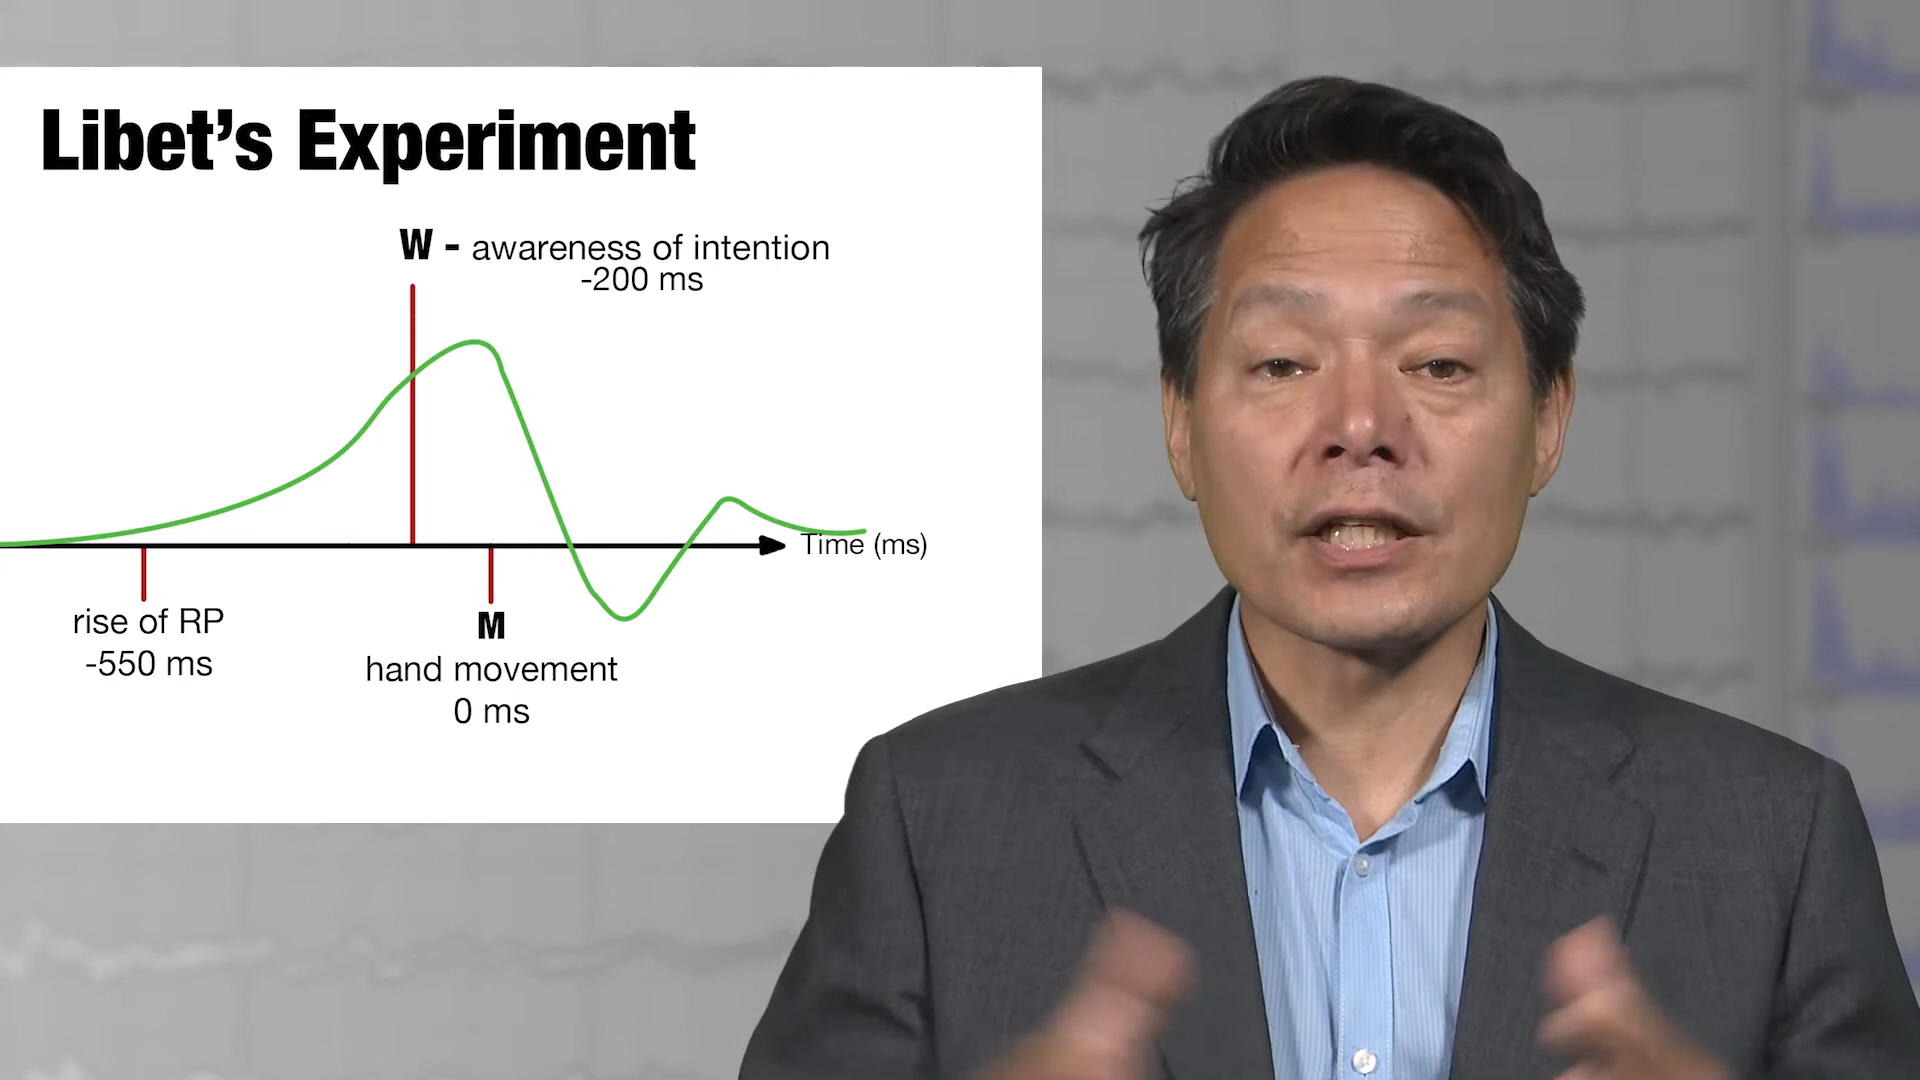 Libet’s Experiment
W - awareness of intention
-200 ms
Time (ms)
rise of RP
-550 ms
M
hand movement
0 ms